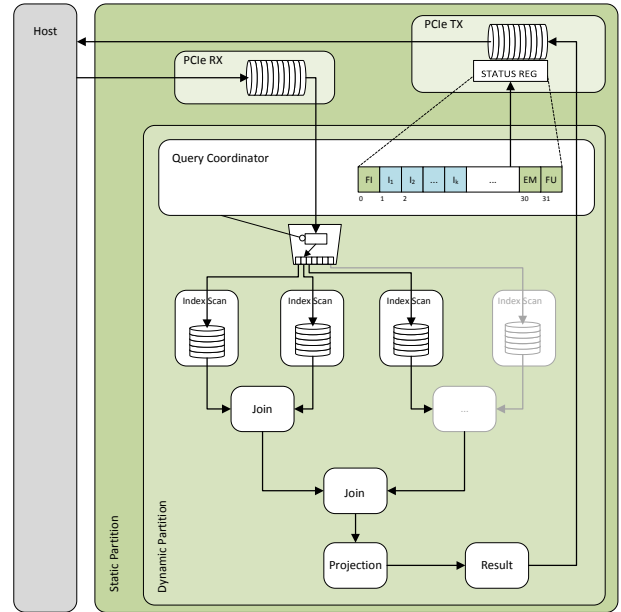 Host
PCIe TX
PCIe RX
STATUS REG
Query Coordinator
FI I₁ I₂ ... Iₖ ... EM FU
0 1 2 30 31
Index Scan Index Scan Index Scan Index Scan
Join ...
Join
Projection Result
Static Partition
Dynamic Partition